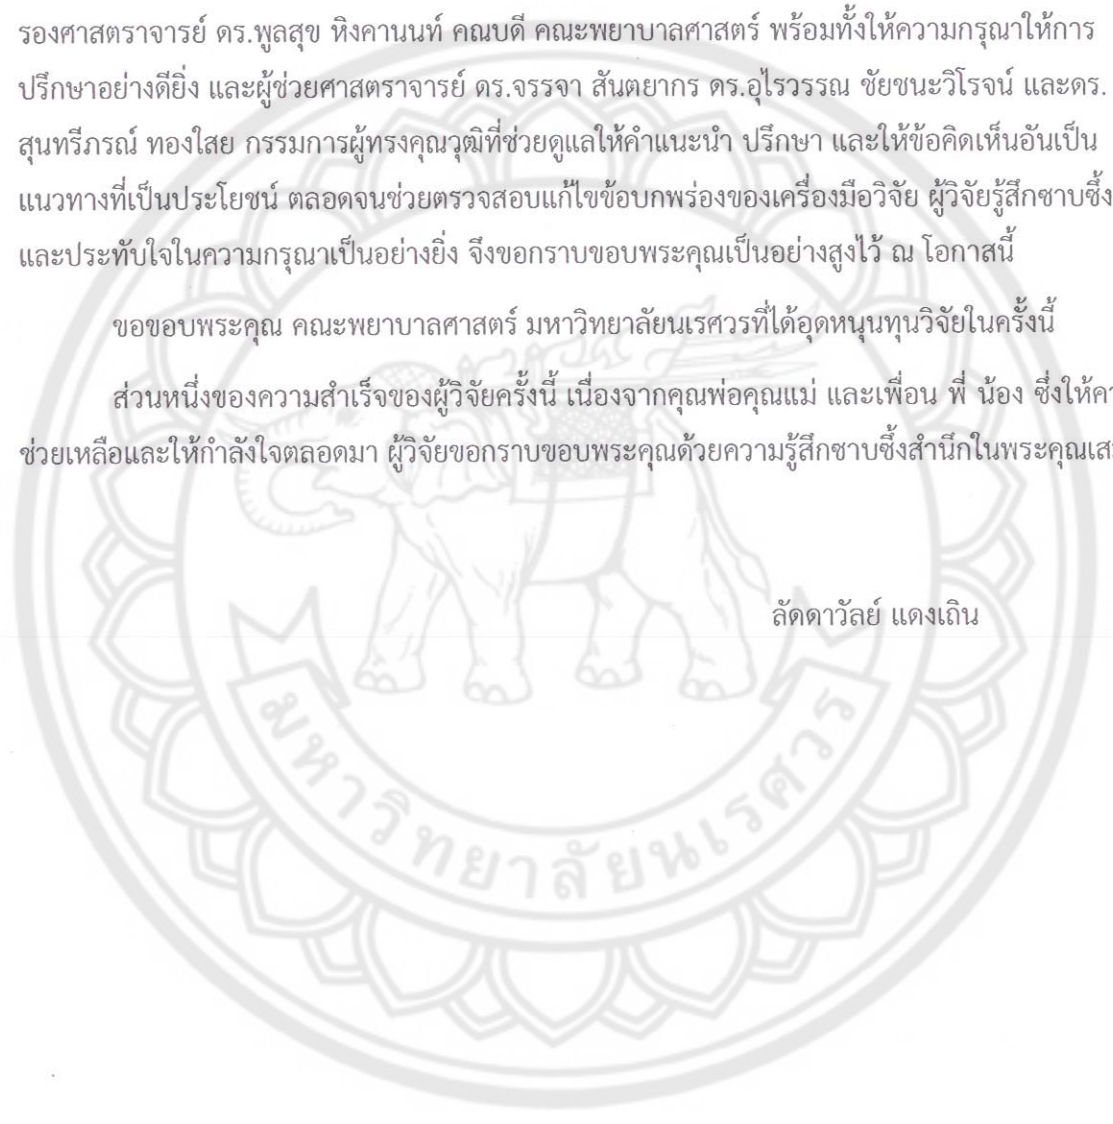 รองศาสตราจารย์ ดร.พูลสุข หิงคานนท์ คณบดี คณะพยาบาลศาสตร์ พร้อมทั้งให้ความกรุณาให้การ
ปรึกษาอย่างดียิ่ง และผู้ช่วยศาสตราจารย์ ดร.จรรจา สันตยากร ดร.อุไรวรรณ ชัยชนะวิโรจน์ และดร.
สุนทรีภรณ์ ทองใสย กรรมการผู้ทรงคุณวุฒิที่ช่วยดูแลให้คำแนะนำ ปรึกษา และให้ข้อคิดเห็นอันเป็น
แนวทางที่เป็นประโยชน์ ตลอดจนช่วยตรวจสอบแก้ไขข้อบกพร่องของเครื่องมือวิจัย ผู้วิจัยรู้สึกซาบซึ้ง
และประทับใจในความกรุณาเป็นอย่างยิ่ง จึงขอกราบขอบพระคุณเป็นอย่างสูงไว้ ณ โอกาสนี้
ขอขอบพระคุณ คณะพยาบาลศาสตร์ มหาวิทยาลัยนเรศวรที่ได้อุดหนุนทุนวิจัยในครั้งนี้
ส่วนหนึ่งของความสำเร็จของผู้วิจัยครั้งนี้ เนื่องจากคุณพ่อคุณแม่ และเพื่อน พี่ น้อง ซึ่งให้
ช่วยเหลือและให้กำลังใจตลอดมา ผู้วิจัยขอกราบขอบพระคุณด้วยความรู้สึกซาบซึ้งสำนึกในพระคุณ
ลัดดาวัลย์ แดงเถิน
มหาวิทยาลัยนเรศวร